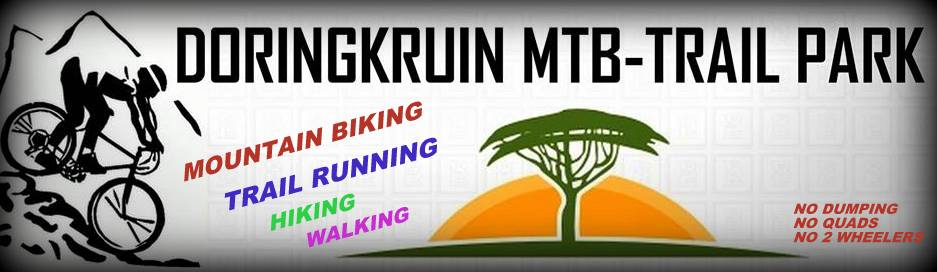 DORINGKRUIN MTB-TRAIL PARK
MOUNTAIN BIKING
TRAIL RUNNING
HIKING
WALKING
NO DUMPING
NO QUADS
NO 2 WHEELERS